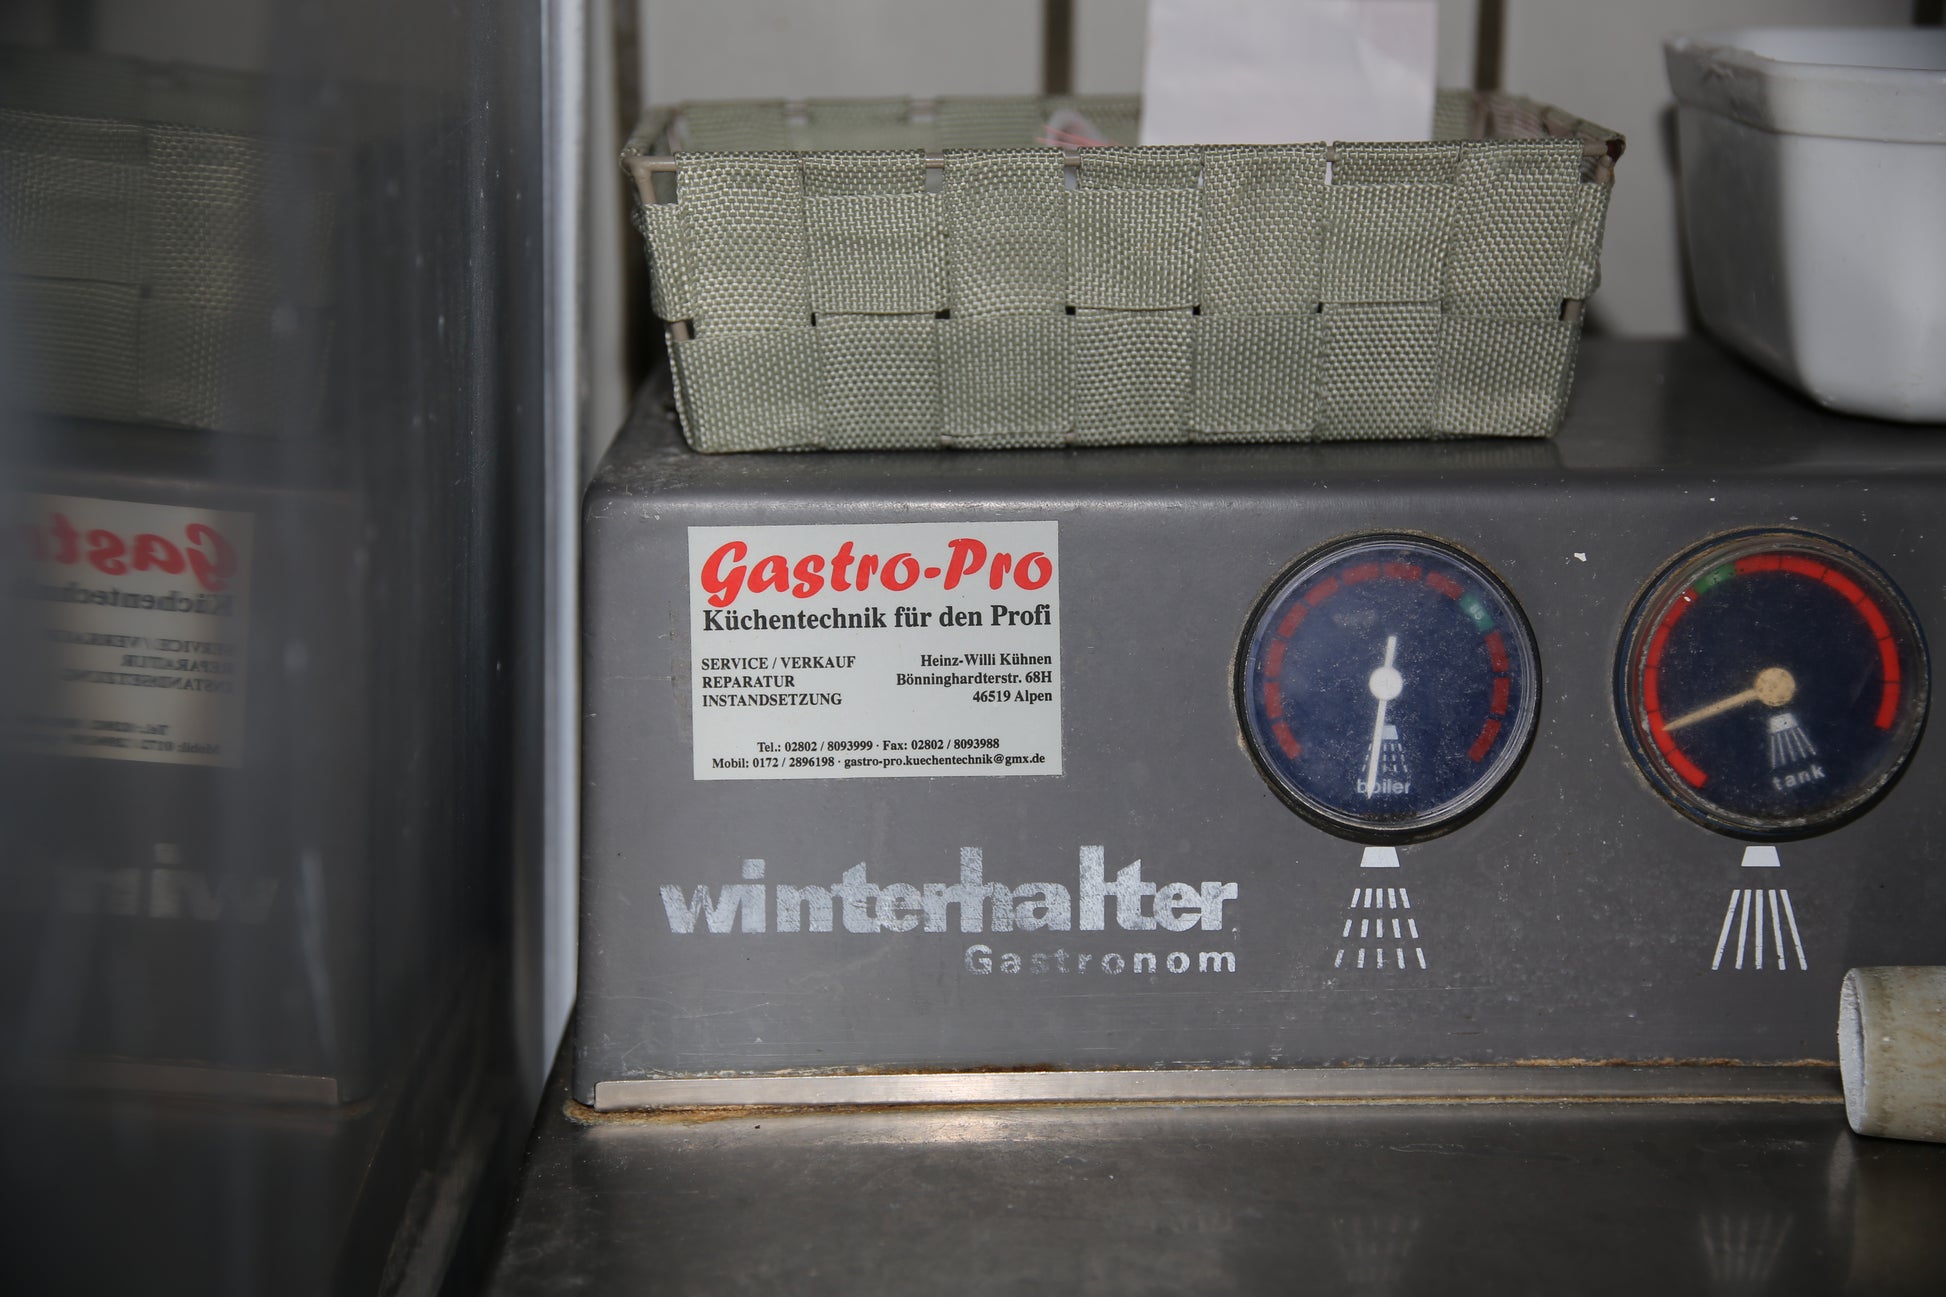 Gastro-Pro
Küchentechnik für den Profi
SERVICE / VERKAUF
REPARATUR
INSTANDSETZUNG
Heinz-Willi Kühnen
Bönninghardterstr. 68H
46519 Alpen
Tel.: 02802 / 8093999 · Fax: 02802 / 8093988
Mobil: 0172 / 2896198 · gastro-pro.kuechentechnik@gmx.de
85
boiler
tank
winterhalter
Gastronom